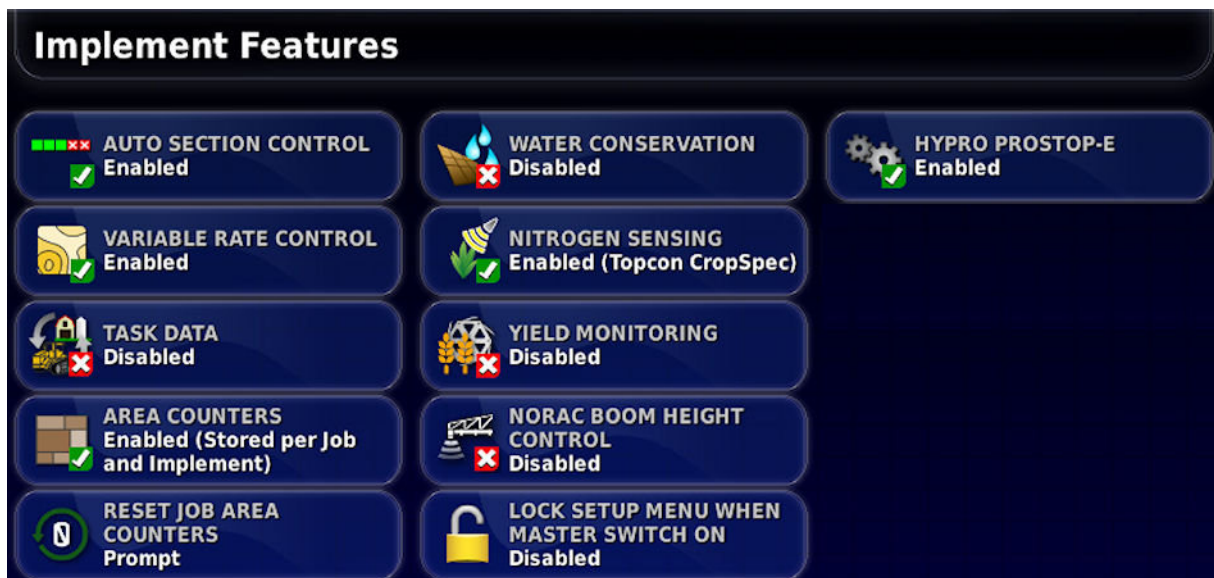 Implement Features
AUTO SECTION CONTROL
Enabled
VARIABLE RATE CONTROL
Enabled
TASK DATA
Disabled
AREA COUNTERS
Enabled (Stored per Job
and Implement)
RESET JOB AREA
COUNTERS
Prompt
WATER CONSERVATION
Disabled
NITROGEN SENSING
Enabled (Topcon CropSpec)
YIELD MONITORING
Disabled
NORAC BOOM HEIGHT
CONTROL
Disabled
LOCK SETUP MENU WHEN
MASTER SWITCH ON
Disabled
HYPRO PROSTOP-E
Enabled